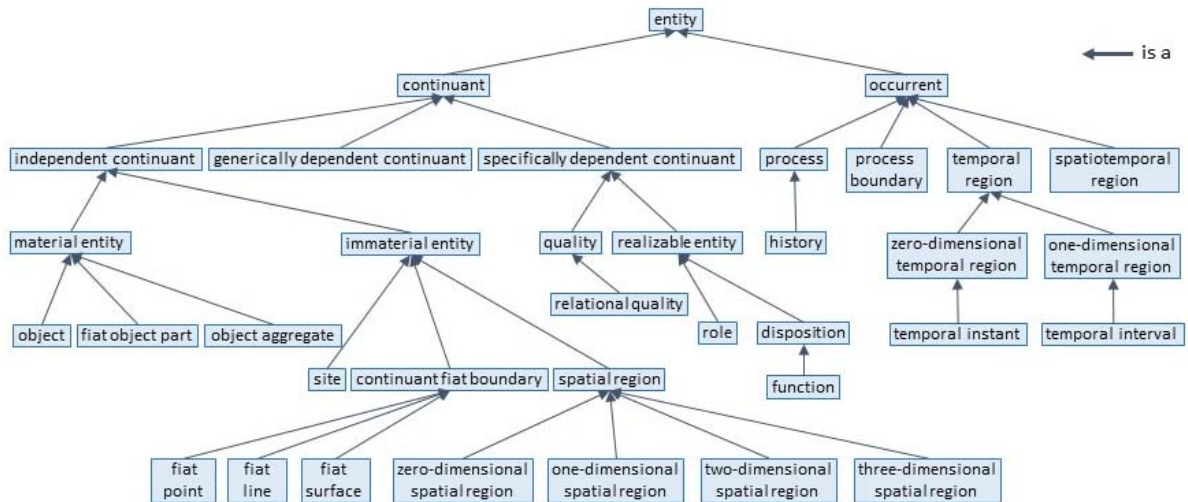 entity
is a
continuant
occurrent
independent continuant
generically dependent continuant
specifically dependent continuant
process
process
boundary
temporal
region
spatiotemporal
region
material entity
immaterial entity
quality
realizable entity
history
zero-dimensional
temporal region
one-dimensional
temporal region
relational quality
object
fiat object part
object aggregate
role
disposition
temporal instant
temporal interval
site
continuant fiat boundary
spatial region
function
fiat
point
fiat
line
fiat
surface
zero-dimensional
spatial region
one-dimensional
spatial region
two-dimensional
spatial region
three-dimensional
spatial region